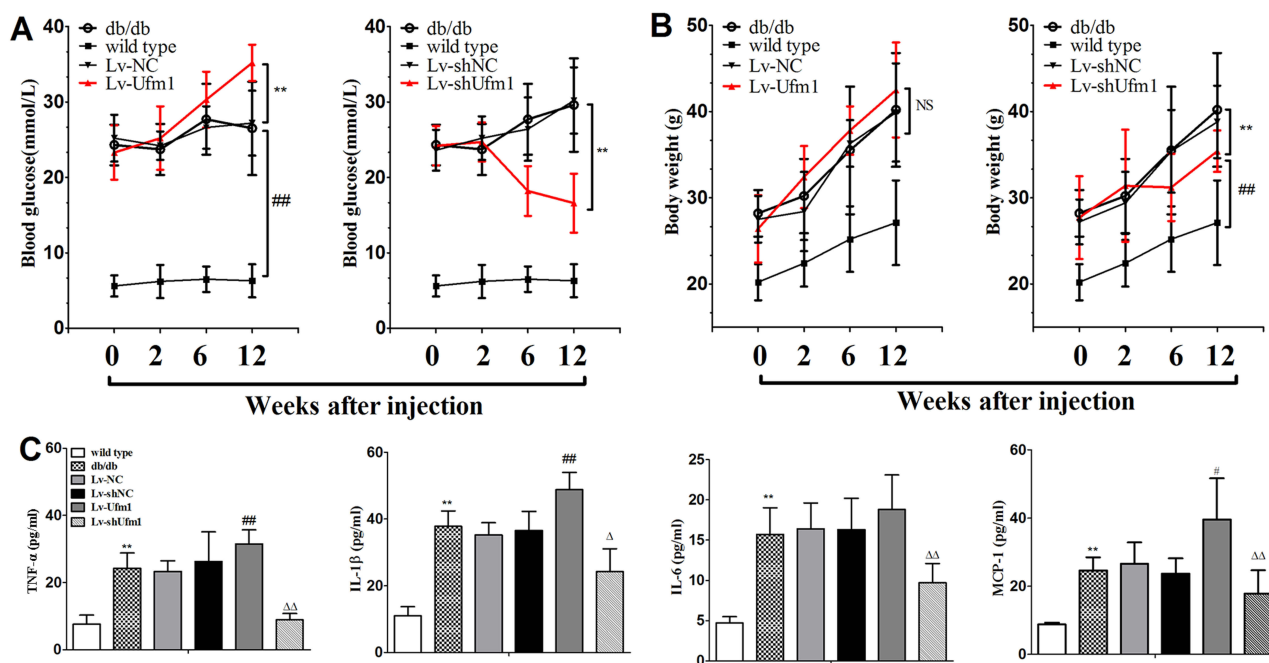 A
Blood glucose(mmol/L)
40
30
20
10
0
db/db
wild type
Lv-NC
Lv-Ufm1
**
##
0 2 6 12
Blood glucose(mmol/L)
40
30
20
10
0
db/db
wild type
Lv-shNC
Lv-shUfm1
**
0 2 6 12
Weeks after injection
B
Body weight (g)
50
40
30
20
db/db
wild type
Lv-NC
Lv-Ufm1
NS
0 2 6 12
Body weight (g)
50
40
30
20
db/db
wild type
Lv-shNC
Lv-shUfm1
**
##
0 2 6 12
Weeks after injection
C
TNF-α (pg/ml)
60
40
20
0
wild type
db/db
Lv-NC
Lv-shNC
Lv-Ufm1
Lv-shUfm1
**
##
ΔΔ
IL-1β (pg/ml)
60
40
20
0
**
##
Δ
IL-6 (pg/ml)
25
20
15
10
5
0
**
ΔΔ
MCP-1 (pg/ml)
60
40
20
0
**
#
ΔΔ